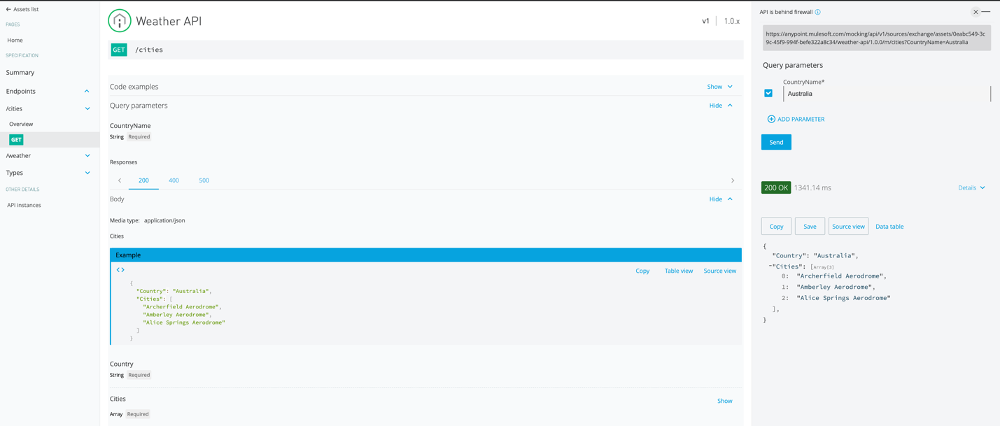 ← Assets list
PAGES
Home
SPECIFICATION
Summary
Endpoints
/cities
Overview
GET
/weather
Types
OTHER DETAILS
API instances
Weather API
v1 1.0.x
GET /cities
Code examples Show
Query parameters Hide
CountryName
String Required
Responses
200 400 500
Body Hide
Media type: application/json
Cities
Example
<> Copy Table view Source view
{
"Country": "Australia",
"Cities": [
"Archerfield Aerodrome",
"Amberley Aerodrome",
"Alice Springs Aerodrome"
]
}
Country
String Required
Cities Show
Array Required
API is behind firewall
https://anypoint.mulesoft.com/mocking/api/v1/sources/exchange/assets/0eabc549-3c
9c-45f9-994f-befe322a8c34/weather-api/1.0.0/m/cities?CountryName=Australia
Query parameters
CountryName*
Australia
ADD PARAMETER
Send
200 OK 1341.14 ms Details
Copy Save Source view Data table
{
"Country": "Australia",
-"Cities": [Array[3]
0: "Archerfield Aerodrome",
1: "Amberley Aerodrome",
2: "Alice Springs Aerodrome"
],
}